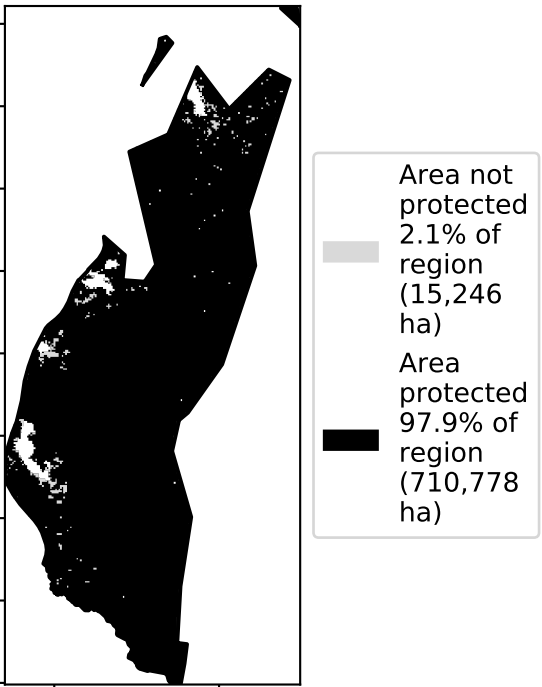 Area not
protected
2.1% of
region
(15,246
ha)
Area
protected
97.9% of
region
(710,778
ha)